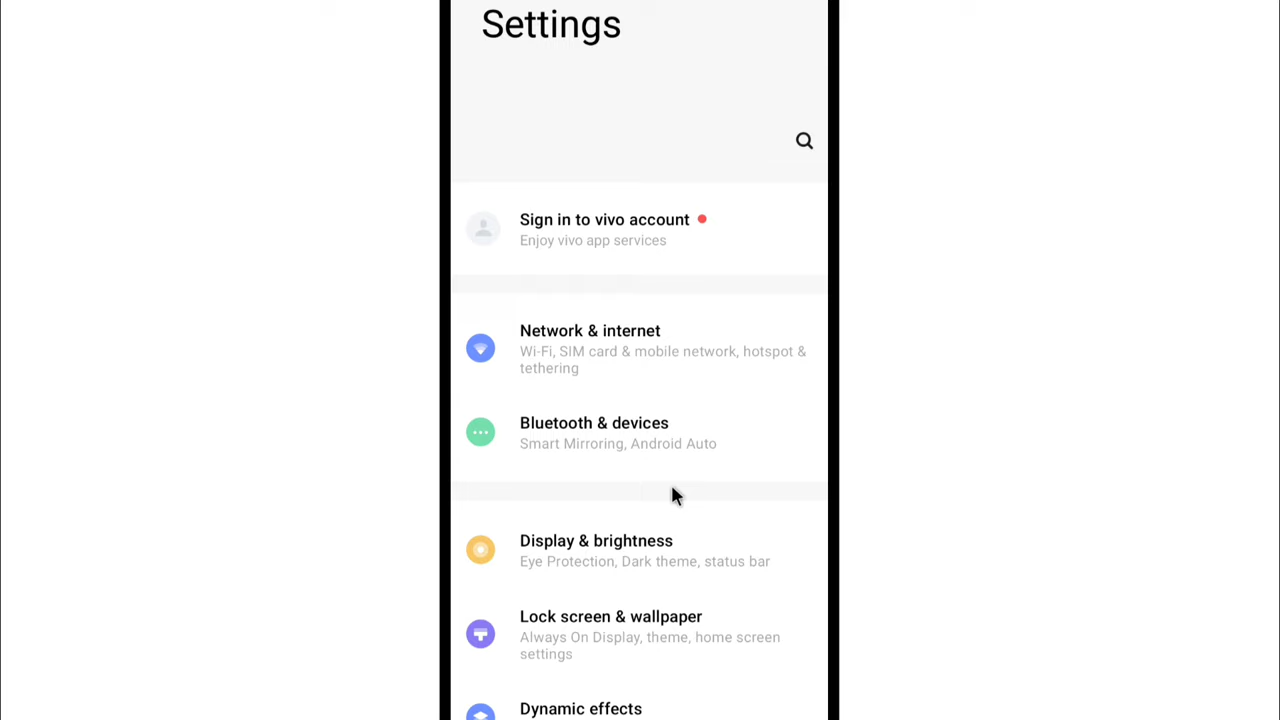 Settings
Sign in to vivo account
Enjoy vivo app services
Network & internet
Wi-Fi, SIM card & mobile network, hotspot &
tethering
Bluetooth & devices
Smart Mirroring, Android Auto
Display & brightness
Eye Protection, Dark theme, status bar
Lock screen & wallpaper
Always On Display, theme, home screen
settings
Dynamic effects